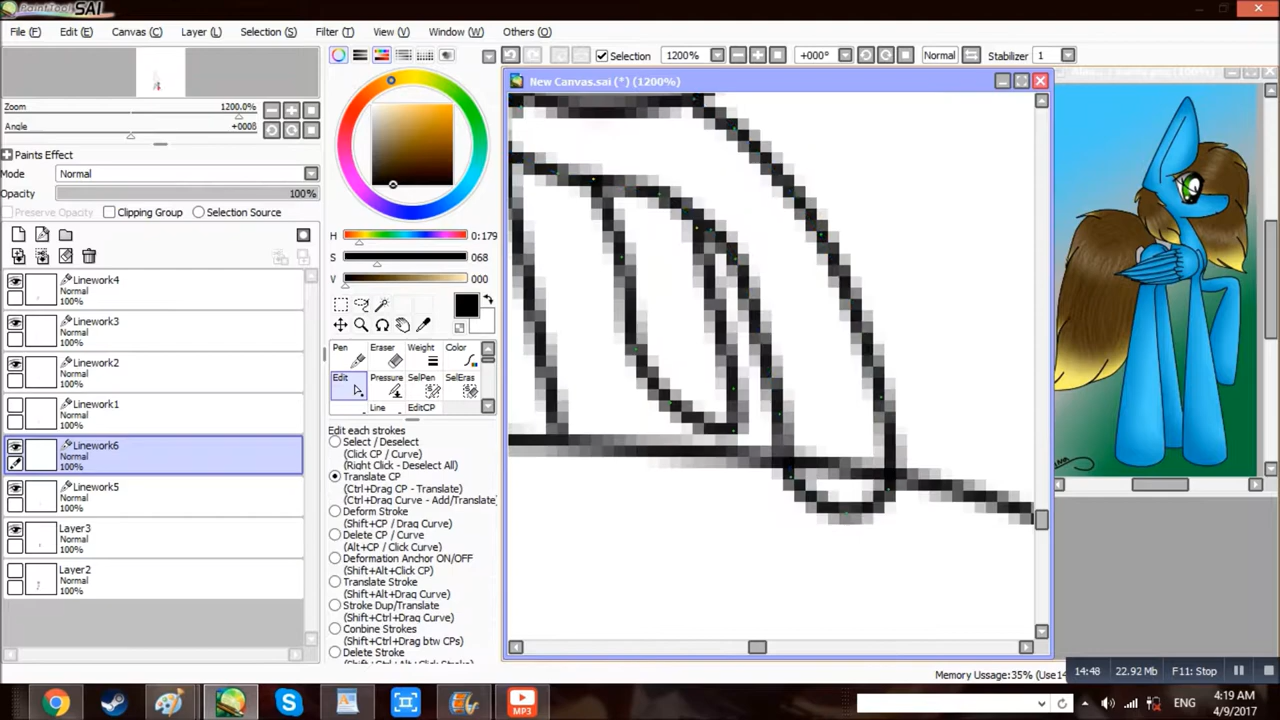 PaintTool SAI
File (F) Edit (E) Canvas (C) Layer (L) Selection (S) Filter (T) View (V) Window (W) Others (O)
Selection 1200% +000° Normal Stabilizer 1
New Canvas.sai (*) (1200%)
Zoom 1200.0%
Angle +000θ
Paints Effect
Mode Normal
Opacity 100%
Preserve Opacity Clipping Group Selection Source
Linework4
Normal
100%
Linework3
Normal
100%
Linework2
Normal
100%
Linework1
Normal
100%
Linework6
Normal
100%
Linework5
Normal
100%
Layer3
Normal
100%
Layer2
Normal
100%
H 0:179
S 068
V 000
Pen Eraser Weight Color
Edit Pressure SelPen SelEras
Line EditCP
Edit each strokes
Select / Deselect
(Click CP / Curve)
(Right Click - Deselect All)
Translate CP
(Ctrl+Drag CP - Translate)
(Ctrl+Drag Curve - Add/Translate)
Deform Stroke
(Shift+CP / Drag Curve)
Delete CP / Curve
(Alt+CP / Click Curve)
Deformation Anchor ON/OFF
(Shift+Alt+Click CP)
Translate Stroke
(Shift+Alt+Drag Curve)
Stroke Dup/Translate
(Shift+Ctrl+Drag Curve)
Combine Strokes
(Shift+Ctrl+Drag btw CPs)
Delete Stroke
(Shift+Ctrl+Alt+Click Stroke)
Memory Ussage:35% (Use14
14:48 22.92 Mb F11: Stop
MP3
ENG
4:19 AM
4/9/2017